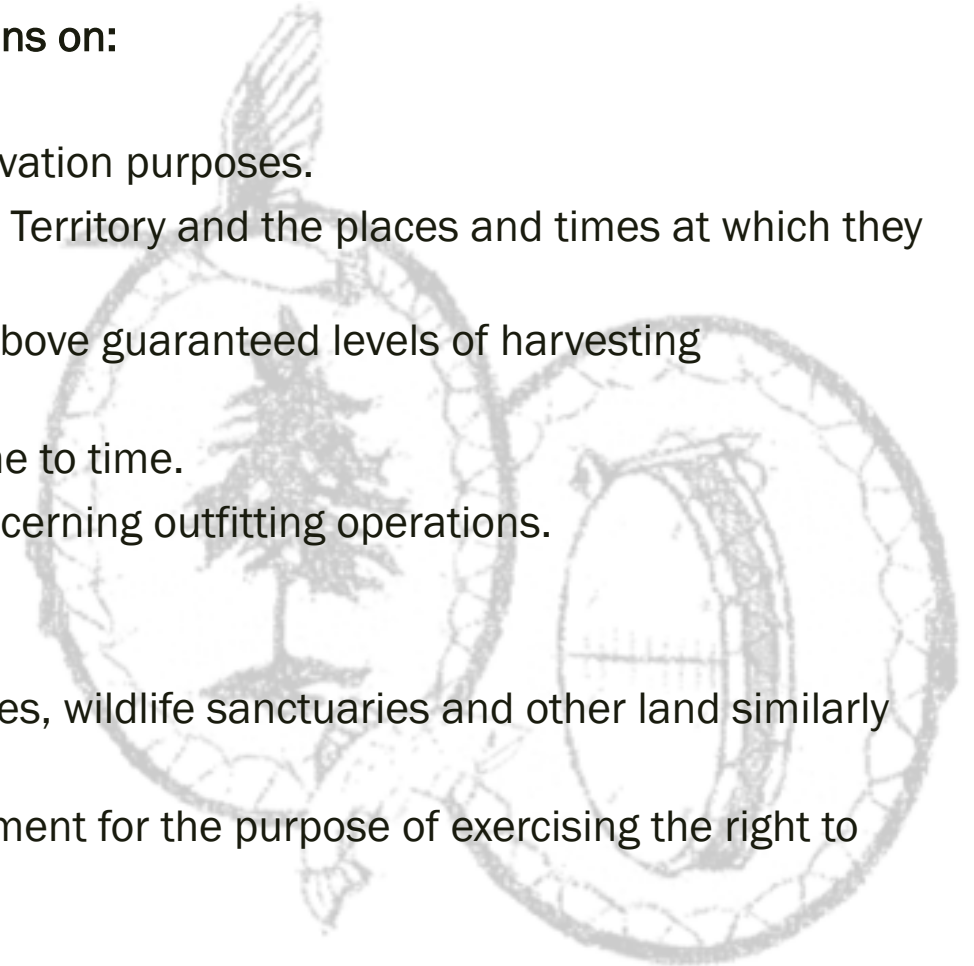 ns on:
vation purposes.
Territory and the places and times at which they
bove guaranteed levels of harvesting
e to time.
cerning outfitting operations.
es, wildlife sanctuaries and other land similarly
ment for the purpose of exercising the right to